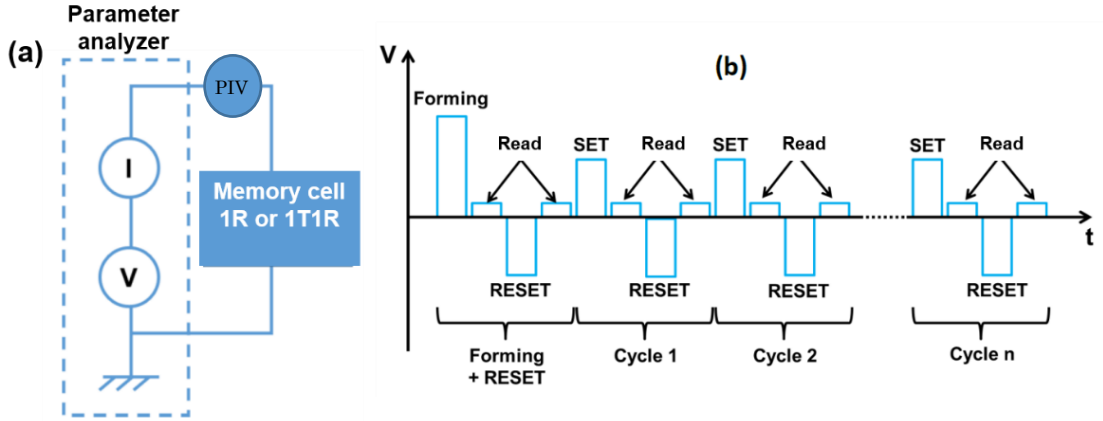 Parameter
analyzer
(a)
PIV
I
V
Memory cell
1R or 1T1R
V
(b)
Forming
Read
SET
Read
SET
Read
SET
Read
t
RESET
RESET
RESET
RESET
Forming
+ RESET
Cycle 1
Cycle 2
Cycle n